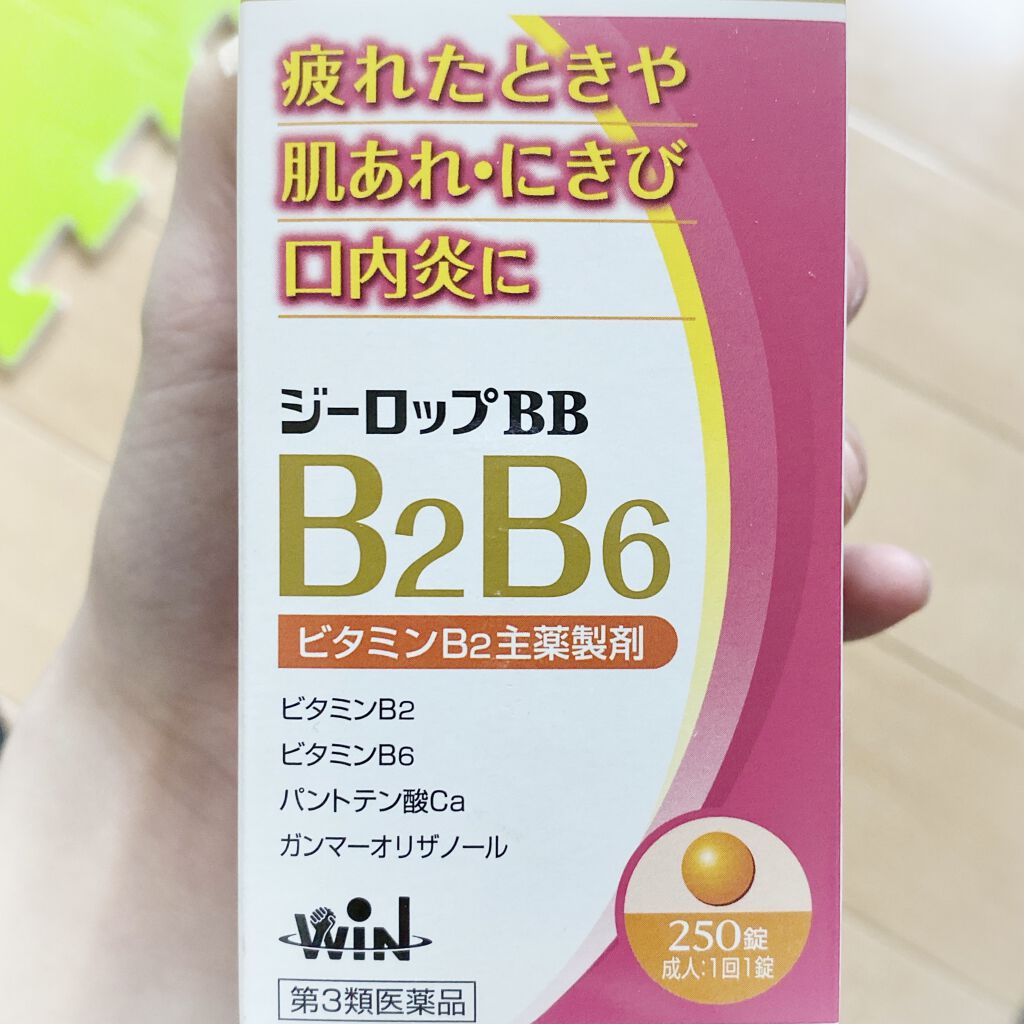 疲れたときや
肌あれ・にきび
口内炎に
ジーロップBB
B2B6
ビタミンB2主薬製剤
ビタミンB2
ビタミンB6
パントテン酸Ca
ガンマーオリザノール
WiN
第3類医薬品
250錠
成人:1回1錠